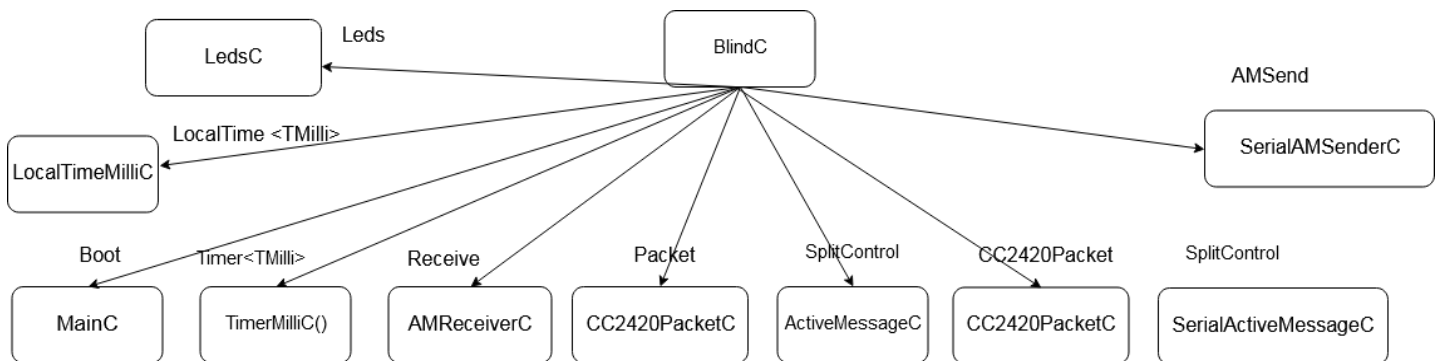 Leds
BlindC
LedsC
AMSend
LocalTime <TMilli>
SerialAMSenderC
LocalTimeMilliC
Boot
Timer<TMilli>
Receive
Packet
SplitControl
CC2420Packet
SplitControl
MainC
TimerMilliC()
AMReceiverC
CC2420PacketC
ActiveMessageC
CC2420PacketC
SerialActiveMessageC